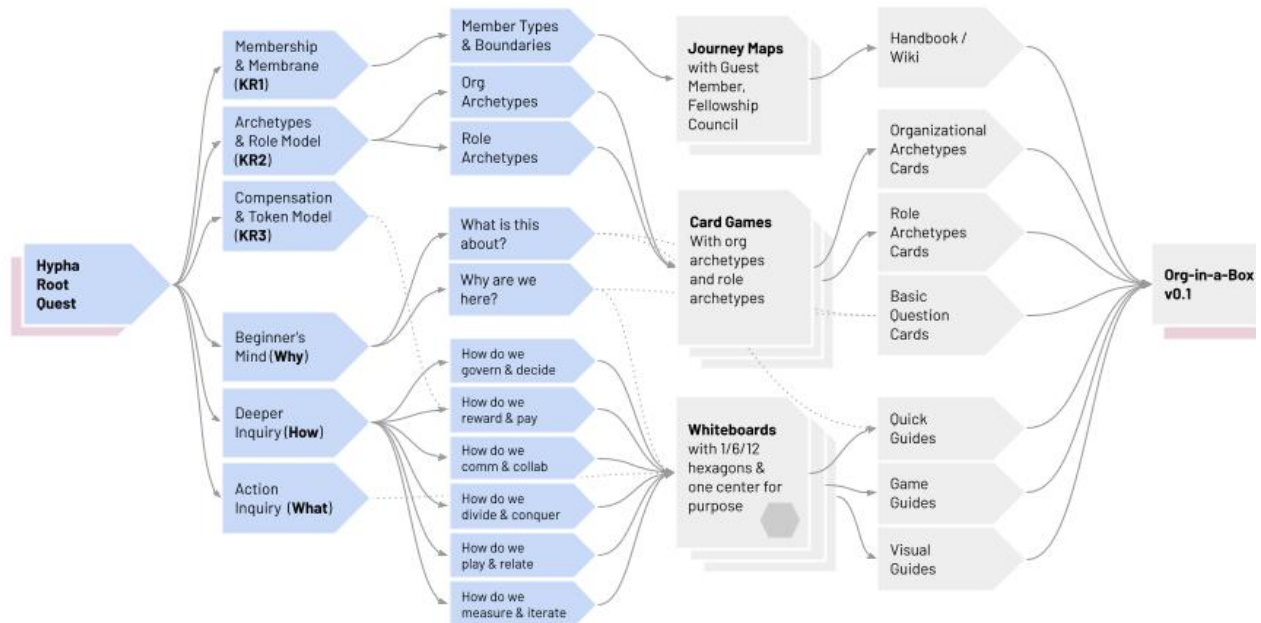 Hypha
Root
Quest
Membership
& Membrane
(KR1)
Archetypes
& Role Model
(KR2)
Compensation
& Token Model
(KR3)
Beginner's
Mind (Why)
Deeper
Inquiry (How)
Action
Inquiry (What)
Member Types
& Boundaries
Org
Archetypes
Role
Archetypes
What is this
about?
Why are we
here?
How do we
govern & decide
How do we
reward & pay
How do we
comm & collab
How do we
divide & conquer
How do we
play & relate
How do we
measure & iterate
Journey Maps
with Guest
Member,
Fellowship
Council
Card Games
With org
archetypes
and role
archetypes
Whiteboards
with 1/6/12
hexagons &
one center for
purpose
Handbook /
Wiki
Organizational
Archetypes
Cards
Role
Archetypes
Cards
Basic
Question
Cards
Quick
Guides
Game
Guides
Visual
Guides
Org-in-a-Box
v0.1